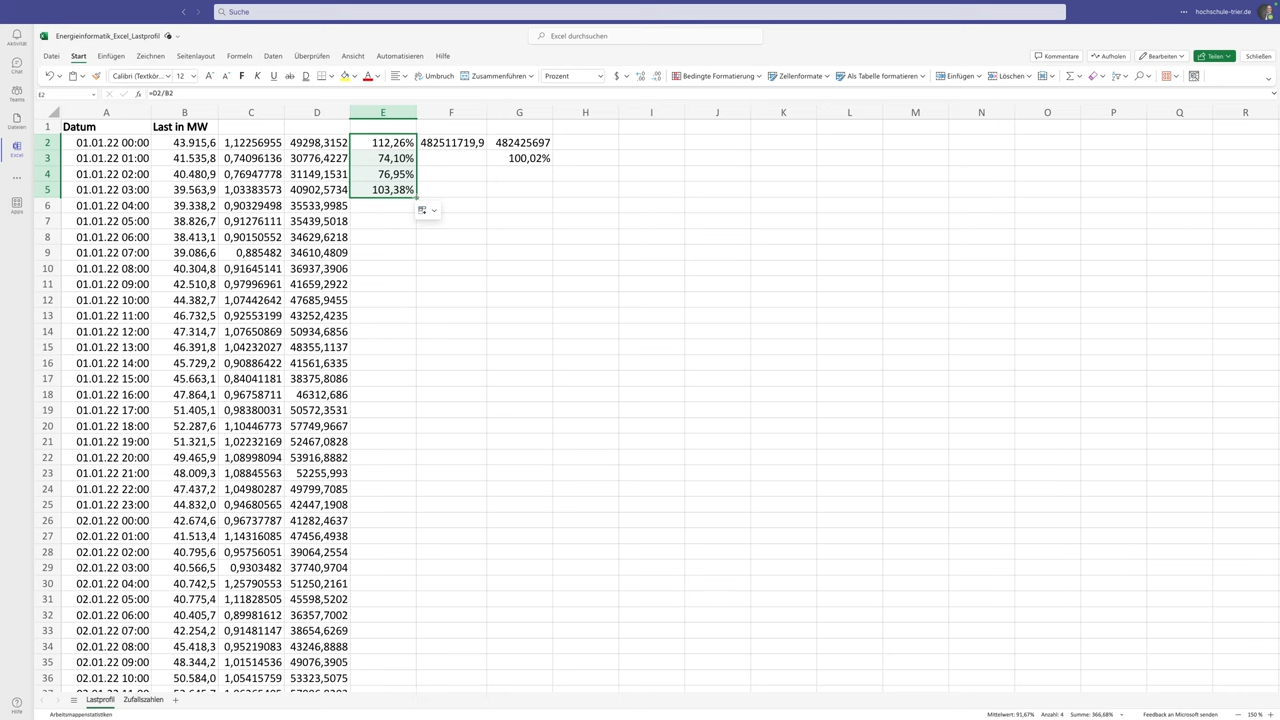 Suche
hochschule-trier.de
Energieinformatik_Excel_Lastprofil
Excel durchsuchen
Datei Start Einfügen Zeichnen Seitenlayout Formeln Daten Überprüfen Ansicht Automatisieren Hilfe
Kommentare Aufholen Bearbeiten Teilen Schließen
Calibri (Textkör... 12 F K U ab D A Umbruch Zusammenführen Prozent $ Bedingte Formatierung Zellenformate Als Tabelle formatieren Einfügen Löschen
E2 fx =D2/B2
Aktivität
Chat
Teams
Dateien
Excel
Apps
Hilfe
A B C D E F G H I J K L M N O P Q R
1 Datum Last in MW
2 01.01.22 00:00 43.915,6 1,12256955 49298,3152 112,26% 482511719,9 482425697
3 01.01.22 01:00 41.535,8 0,74096136 30776,4227 74,10% 100,02%
4 01.01.22 02:00 40.480,9 0,76947778 31149,1531 76,95%
5 01.01.22 03:00 39.563,9 1,03383573 40902,5734 103,38%
6 01.01.22 04:00 39.338,2 0,90329498 35533,9985
7 01.01.22 05:00 38.826,7 0,91276111 35439,5018
8 01.01.22 06:00 38.413,1 0,90150552 34629,6218
9 01.01.22 07:00 39.086,6 0,885482 34610,4809
10 01.01.22 08:00 40.304,8 0,91645141 36937,3906
11 01.01.22 09:00 42.510,8 0,97996961 41659,2922
12 01.01.22 10:00 44.382,7 1,07442642 47685,9455
13 01.01.22 11:00 46.732,5 0,92553199 43252,4235
14 01.01.22 12:00 47.314,7 1,07650869 50934,6856
15 01.01.22 13:00 46.391,8 1,04232027 48355,1137
16 01.01.22 14:00 45.729,2 0,90886422 41561,6335
17 01.01.22 15:00 45.663,1 0,84041181 38375,8086
18 01.01.22 16:00 47.864,1 0,96758711 46312,686
19 01.01.22 17:00 51.405,1 0,98380031 50572,3531
20 01.01.22 18:00 52.287,6 1,10446773 57749,9667
21 01.01.22 19:00 51.321,5 1,02232169 52467,0828
22 01.01.22 20:00 49.465,9 1,08998094 53916,8882
23 01.01.22 21:00 48.009,3 1,08845563 52255,993
24 01.01.22 22:00 47.437,2 1,04980287 49799,7085
25 01.01.22 23:00 44.832,0 0,94680565 42447,1908
26 02.01.22 00:00 42.674,6 0,96737787 41282,4637
27 02.01.22 01:00 41.513,4 1,14316085 47456,4938
28 02.01.22 02:00 40.795,6 0,95756051 39064,2554
29 02.01.22 03:00 40.566,5 0,9303482 37740,9704
30 02.01.22 04:00 40.742,5 1,25790553 51250,2161
31 02.01.22 05:00 40.775,4 1,11828505 45598,5202
32 02.01.22 06:00 40.405,7 0,89981612 36357,7002
33 02.01.22 07:00 42.254,2 0,91481147 38654,6269
34 02.01.22 08:00 45.418,3 0,95219083 43246,8888
35 02.01.22 09:00 48.344,2 1,01514536 49076,3905
36 02.01.22 10:00 50.584,0 1,05415759 53323,5075
Lastprofil Zufallszahlen
Arbeitsmappenstatistiken
Mittelwert: 91,67% Anzahl: 4 Summe: 366,68% Feedback an Microsoft senden 150 %